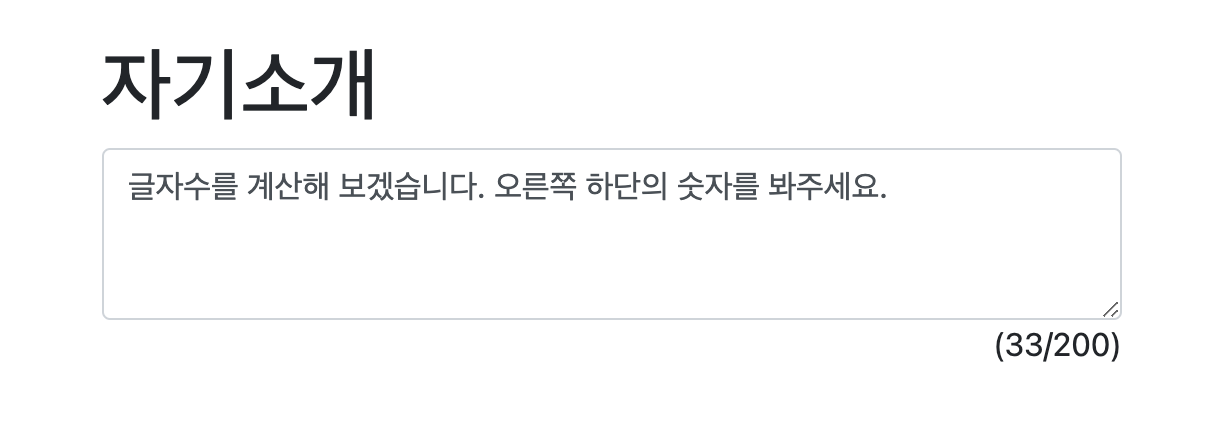 자기소개
글자수를 계산해 보겠습니다. 오른쪽 하단의 숫자를 봐주세요.
(33/200)